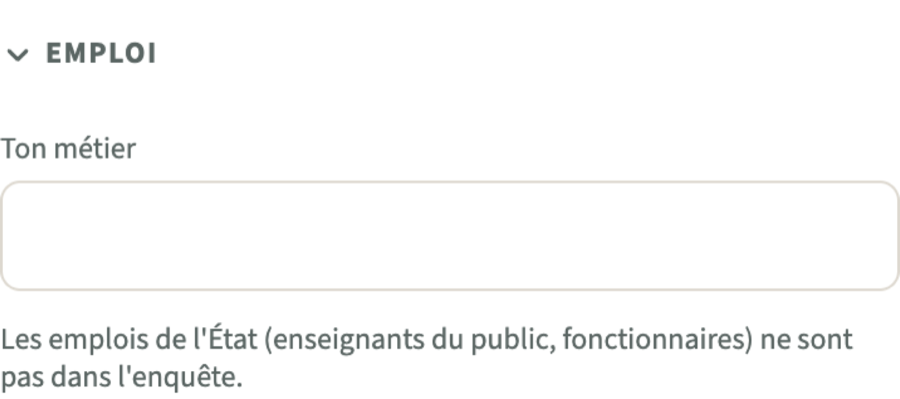 EMPLOI
Ton métier
Les emplois de l'État (enseignants du public, fonctionnaires) ne sont
pas dans l'enquête.